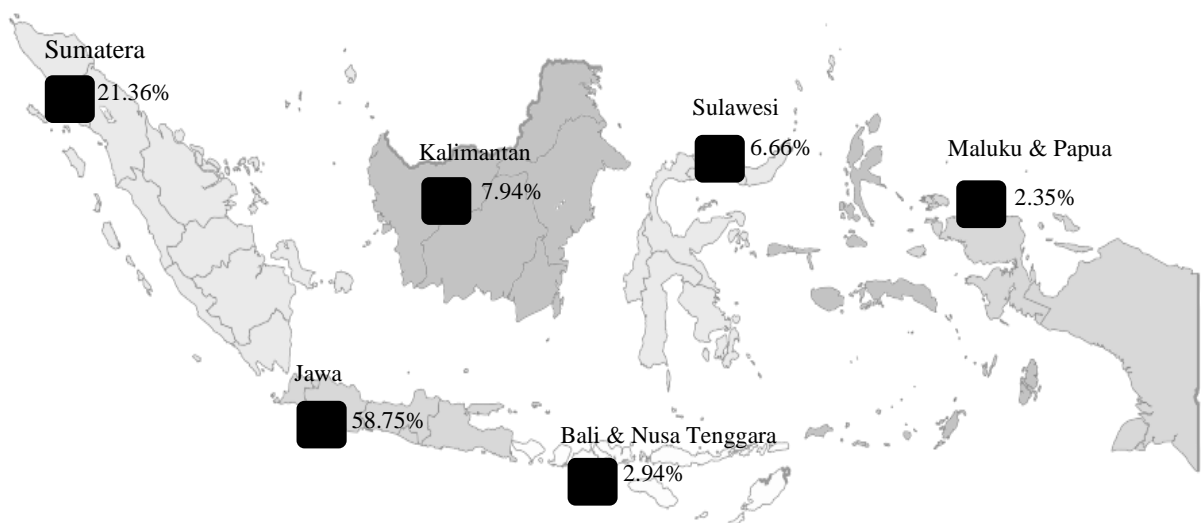 Sumatera
21.36%
Sulawesi
6.66%
Kalimantan
7.94%
Maluku & Papua
2.35%
Jawa
58.75%
Bali & Nusa Tenggara
2.94%